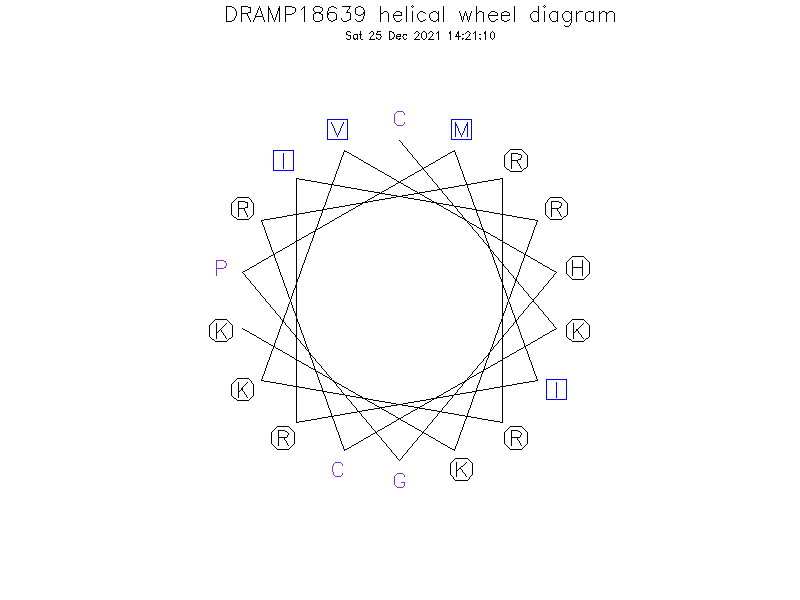 DRAMP18639 helical wheel diagram
Sat 25 Dec 2021 14:21:10
C
V M
I R
R R
P H
K K
K I
R R
C K
G